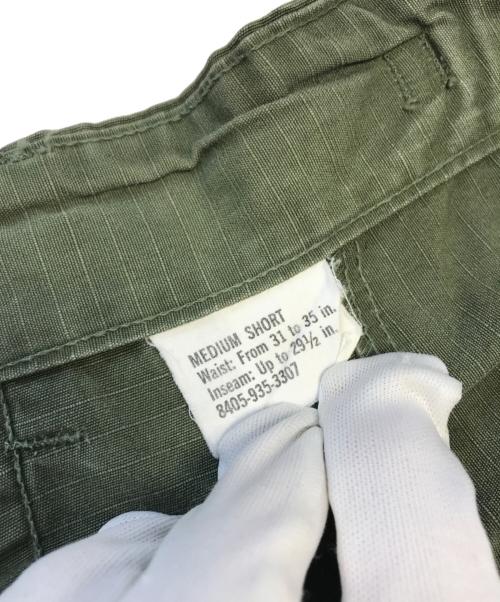 MEDIUM SHORT
Waist: From 31 to 35 in.
Inseam: Up to 29½ in.
8405-935-3307